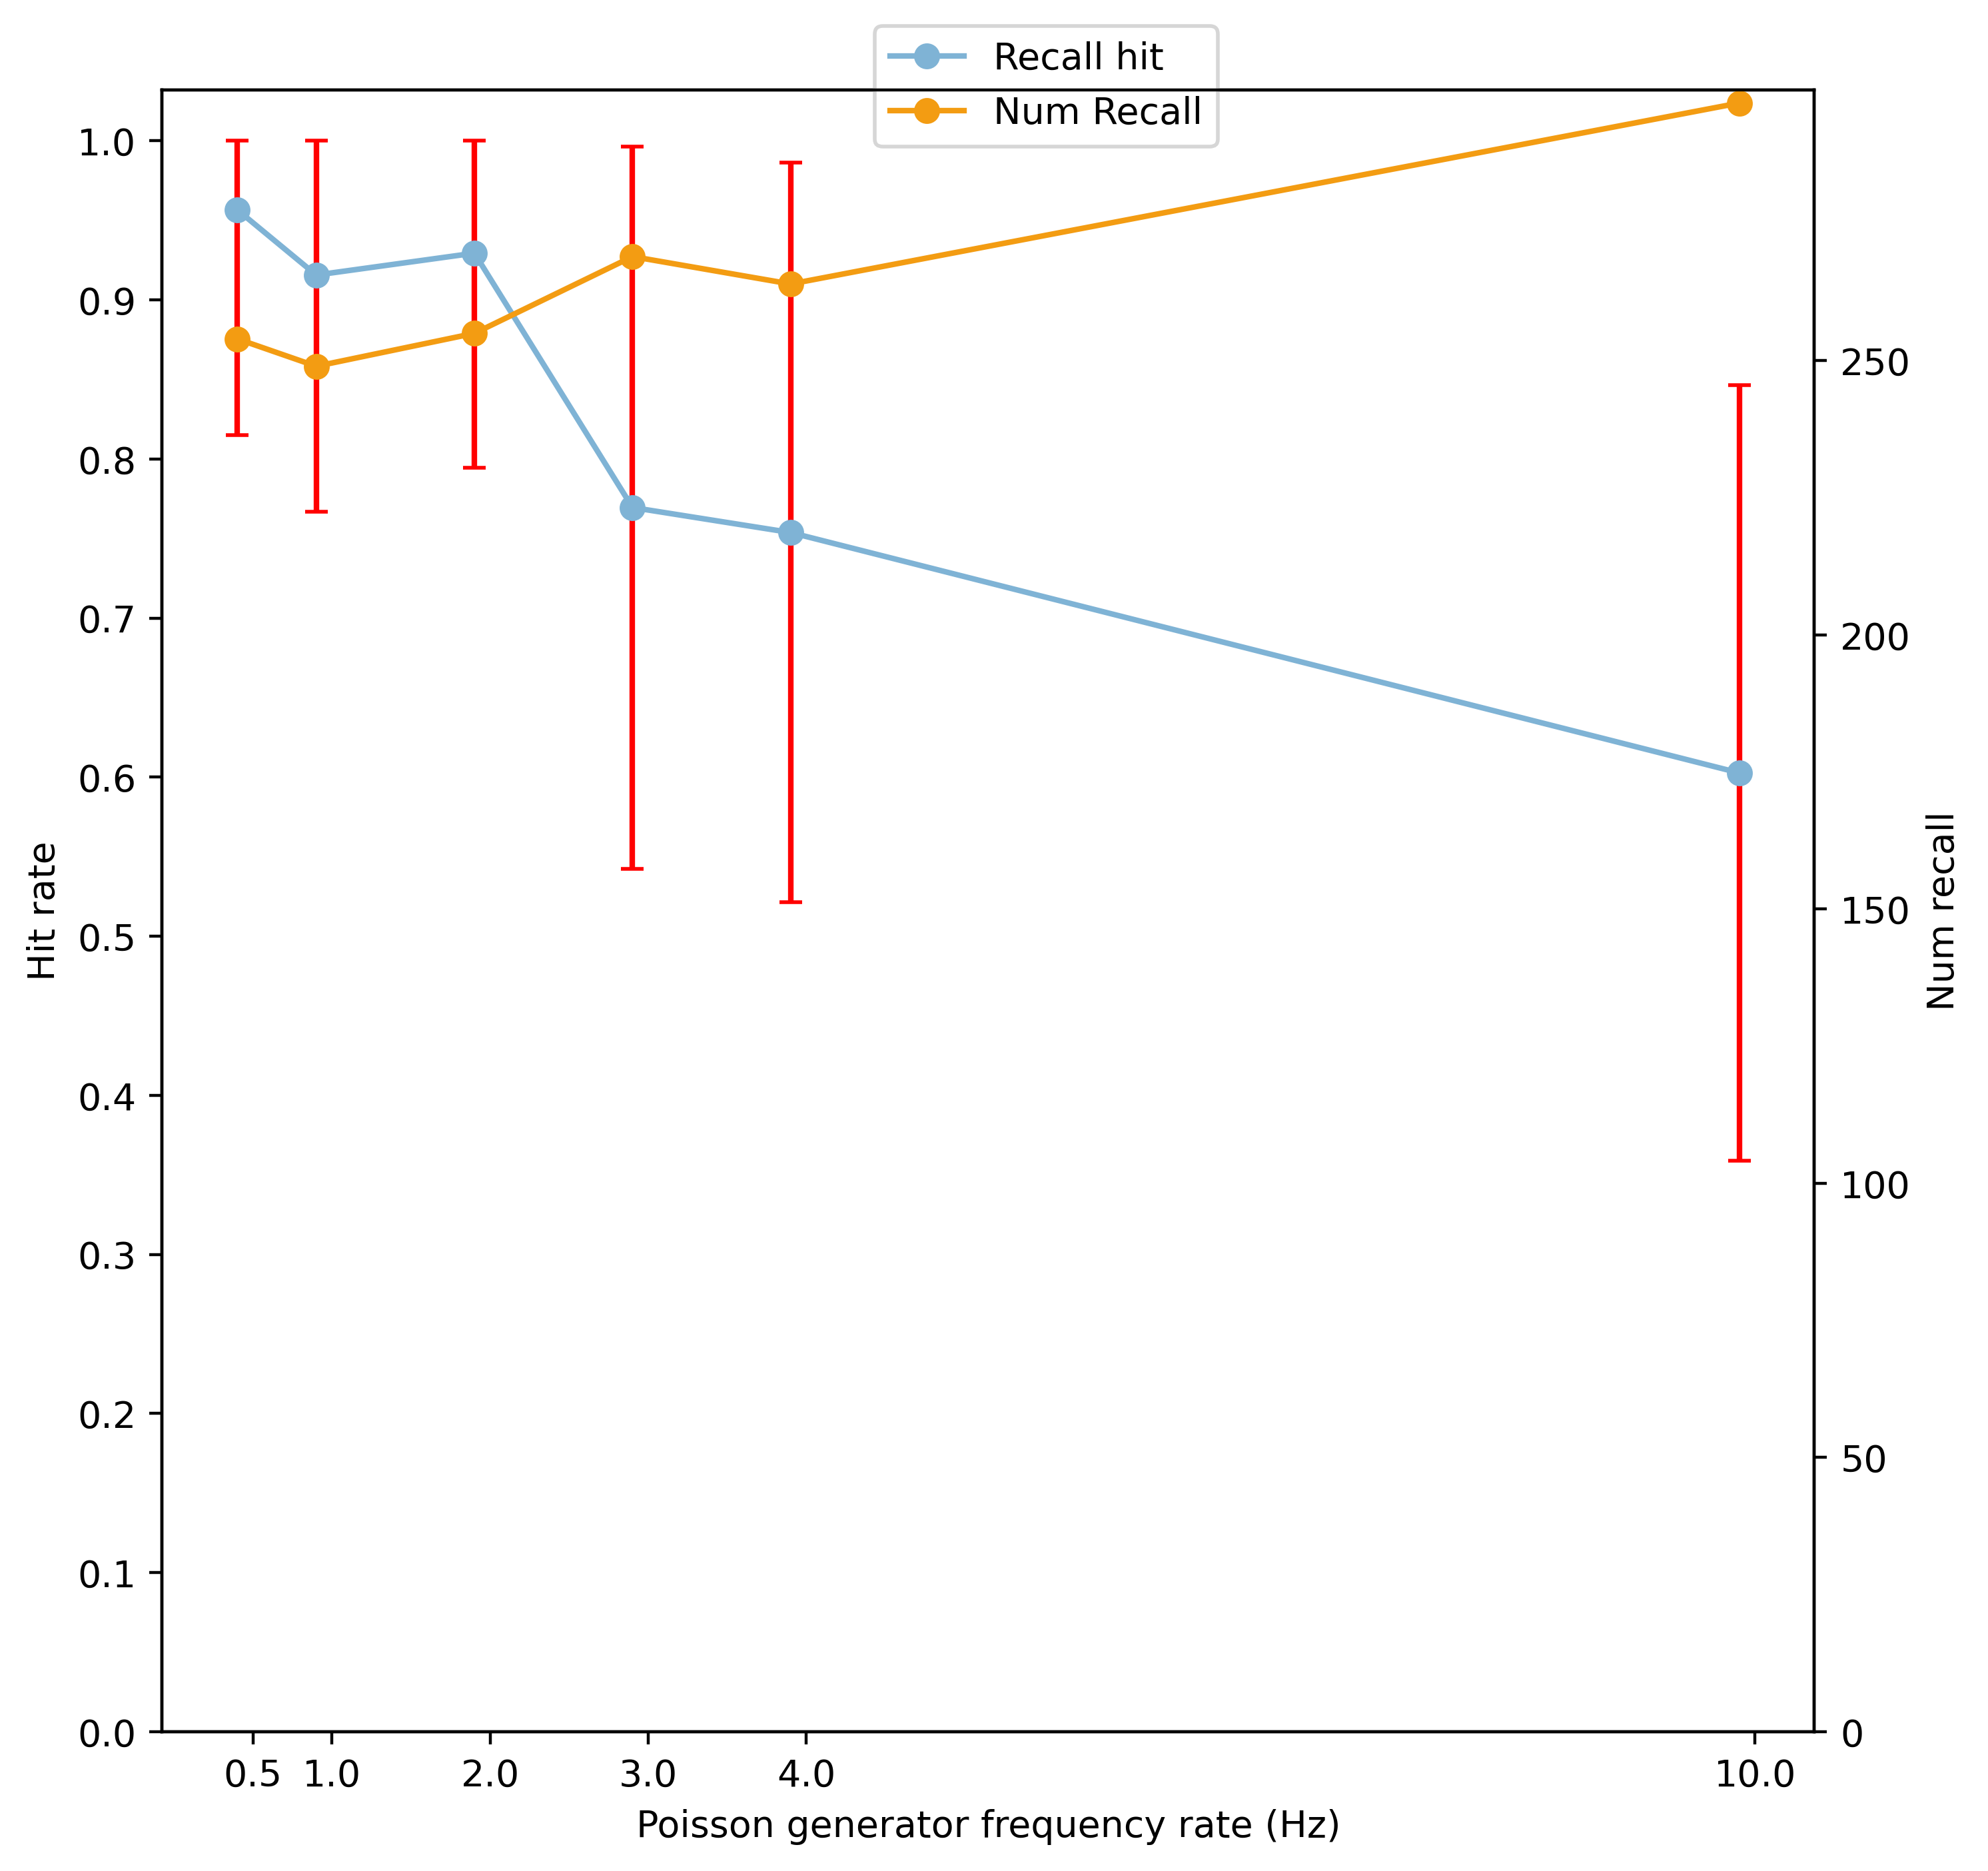 Recall hit
Num Recall
1.0
0.9
0.8
0.7
0.6
0.5
0.4
0.3
0.2
0.1
0.0
Hit rate
250
200
150
100
50
0
Num recall
0.5 1.0 2.0 3.0 4.0 10.0
Poisson generator frequency rate (Hz)